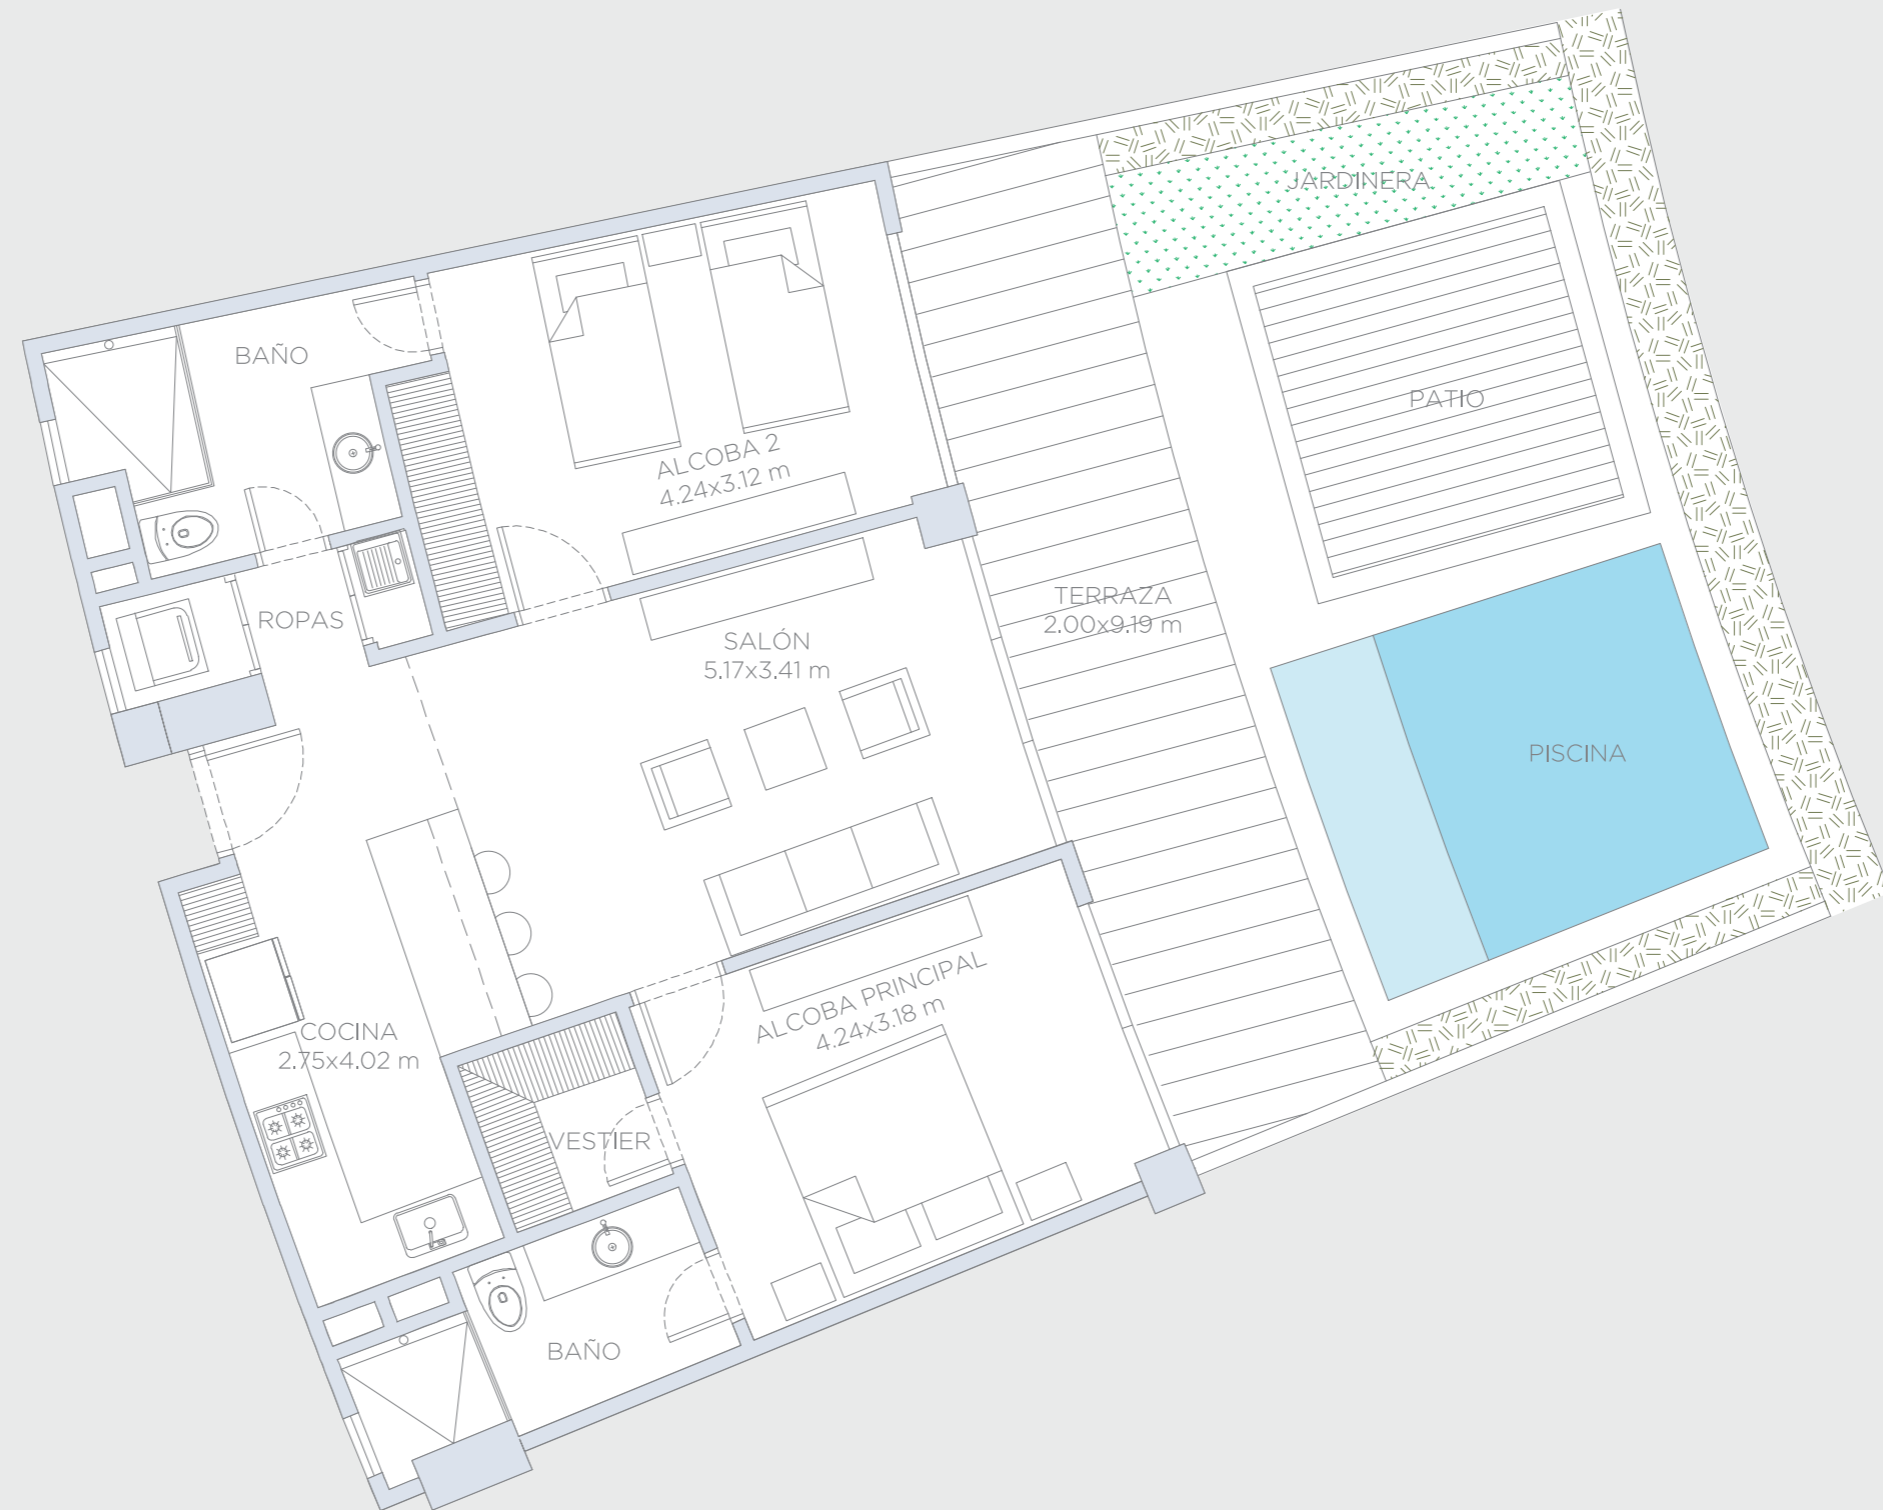 JARDINERA
BAÑO
PATIO
ALCOBA 2
4.24x3.12 m
TERRAZA
2.00x9.19 m
ROPAS
SALÓN
5.17x3.41 m
PISCINA
ALCOBA PRINCIPAL
4.24x3.18 m
COCINA
2.75x4.02 m
VESTIER
BAÑO